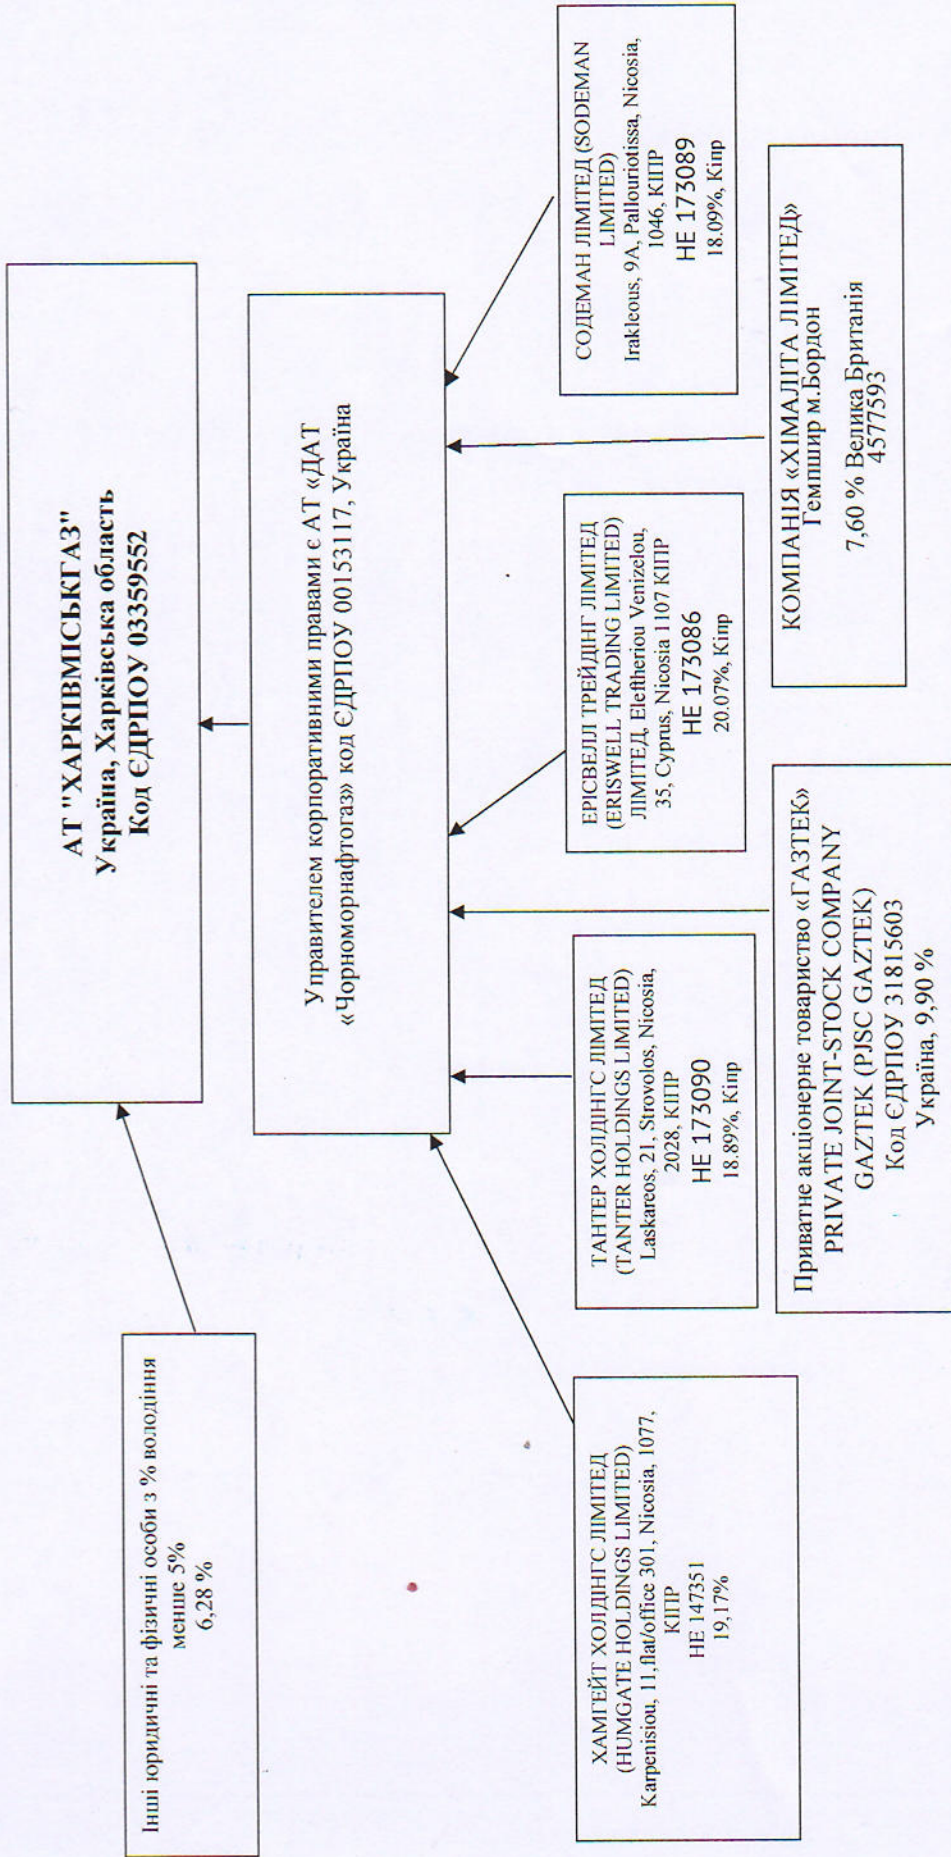 АТ "ХАРКІВМІСЬКГАЗ"
Україна, Харківська область
Код ЄДРПОУ 03359552
Інші юридичні та фізичні особи з % володіння
менше 5%
6,28 %
Управителем корпоративними правами є АТ «ДАТ
«Чорноморнафтогаз» код ЄДРПОУ 00153117, Україна
ХАМГЕЙТ ХОЛДІНГС ЛІМІТЕД
(HUMGATE HOLDINGS LIMITED)
Karpenisiou, 11,flat/office 301, Nicosia, 1077,
КІПР
HE 147351
19,17%
ТАНТЕР ХОЛДІНГС ЛІМІТЕД
(TANTER HOLDINGS LIMITED)
Laskareos, 21, Strovolos, Nicosia,
2028, КІПР
HE 173090
18.89%, Кіпр
ЕРІСВЕЛЛ ТРЕЙДІНГ ЛІМІТЕД
(ERISWELL TRADING LIMITED)
ЛІМІТЕД, Eleftheriou Venizelou,
35, Cyprus, Nicosia 1107 КІПР
HE 173086
20.07%, Кіпр
СОДЕМАН ЛІМІТЕД (SODEMAN
LIMITED)
Irakleous, 9A, Pallouriotissa, Nicosia,
1046, КІПР
HE 173089
18.09%, Кіпр
Приватне акціонерне товариство «ГАЗТЕК»
PRIVATE JOINT-STOCK COMPANY
GAZTEK (PJSC GAZTEK)
Код ЄДРПОУ 31815603
Україна, 9,90 %
КОМПАНІЯ «ХІМАЛІТА ЛІМІТЕД»
Гемпшир м.Бордон
7,60 % Велика Британія
4577593